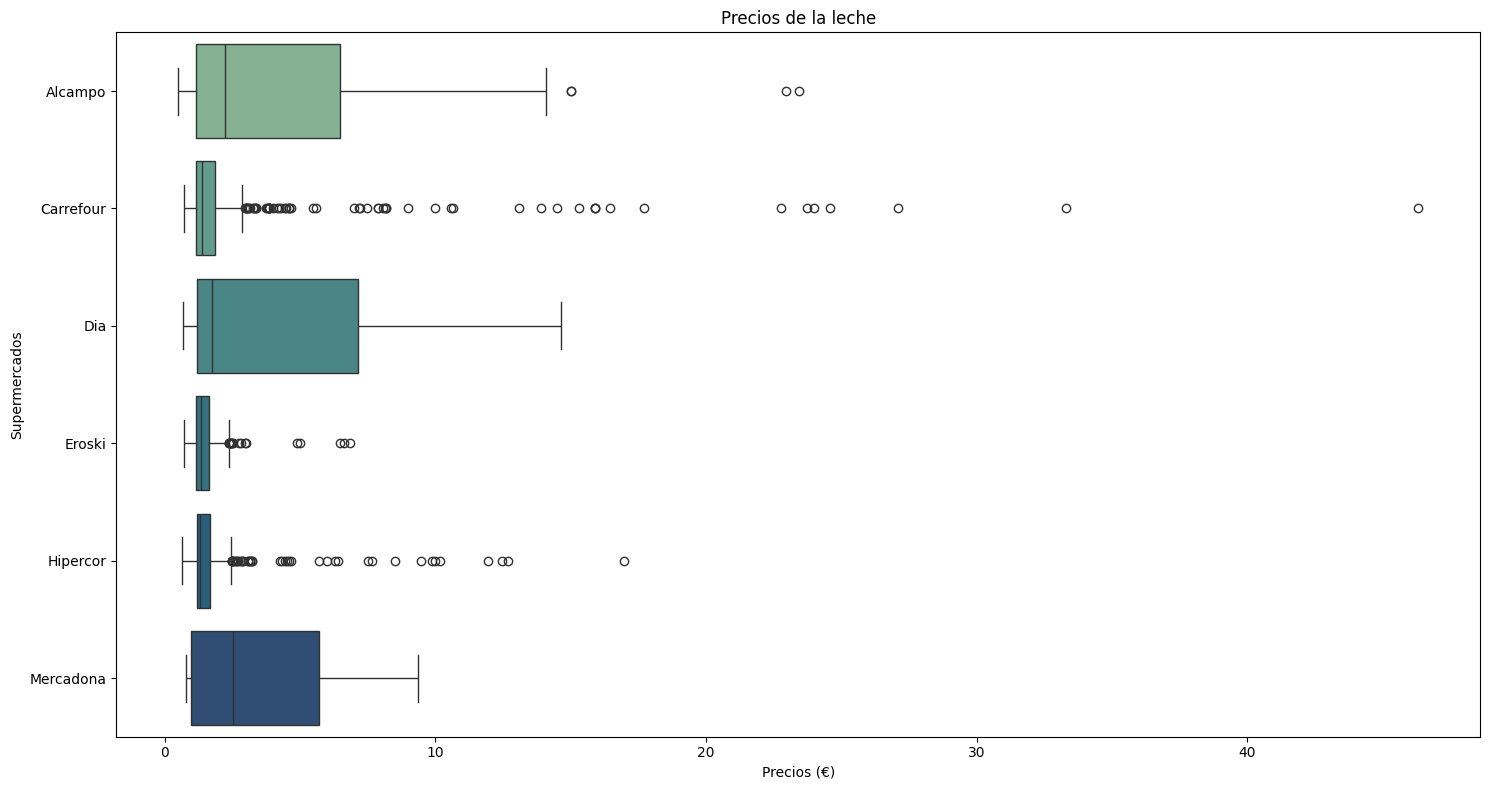 Precios de la leche
Supermercados
Alcampo
Carrefour
Dia
Eroski
Hipercor
Mercadona
0 10 20 30 40
Precios (€)